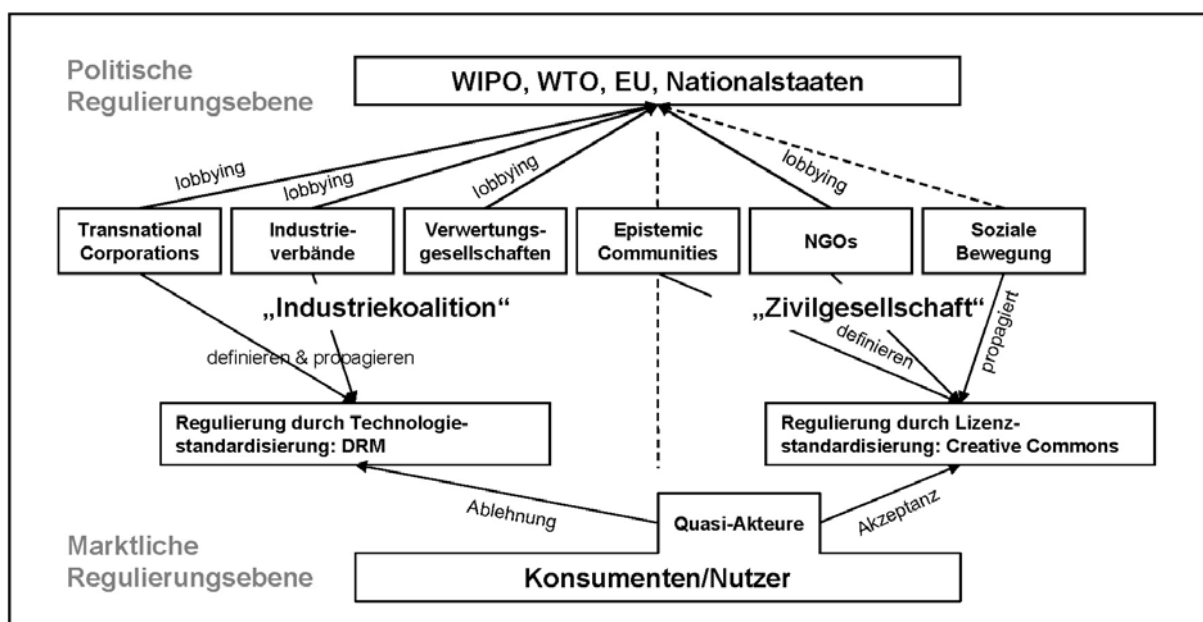 Politische
Regulierungsebene
WIPO, WTO, EU, Nationalstaaten
lobbying
lobbying
lobbying
lobbying
Transnational
Corporations
Industrie-
verbände
Verwertungs-
gesellschaften
Epistemic
Communities
NGOs
Soziale
Bewegung
„Industriekoalition“
„Zivilgesellschaft“
definieren & propagieren
definieren
propagiert
Regulierung durch Technologie-
standardisierung: DRM
Regulierung durch Lizenz-
standardisierung: Creative Commons
Ablehnung
Quasi-Akteure
Akzeptanz
Marktliche
Regulierungsebene
Konsumenten/Nutzer